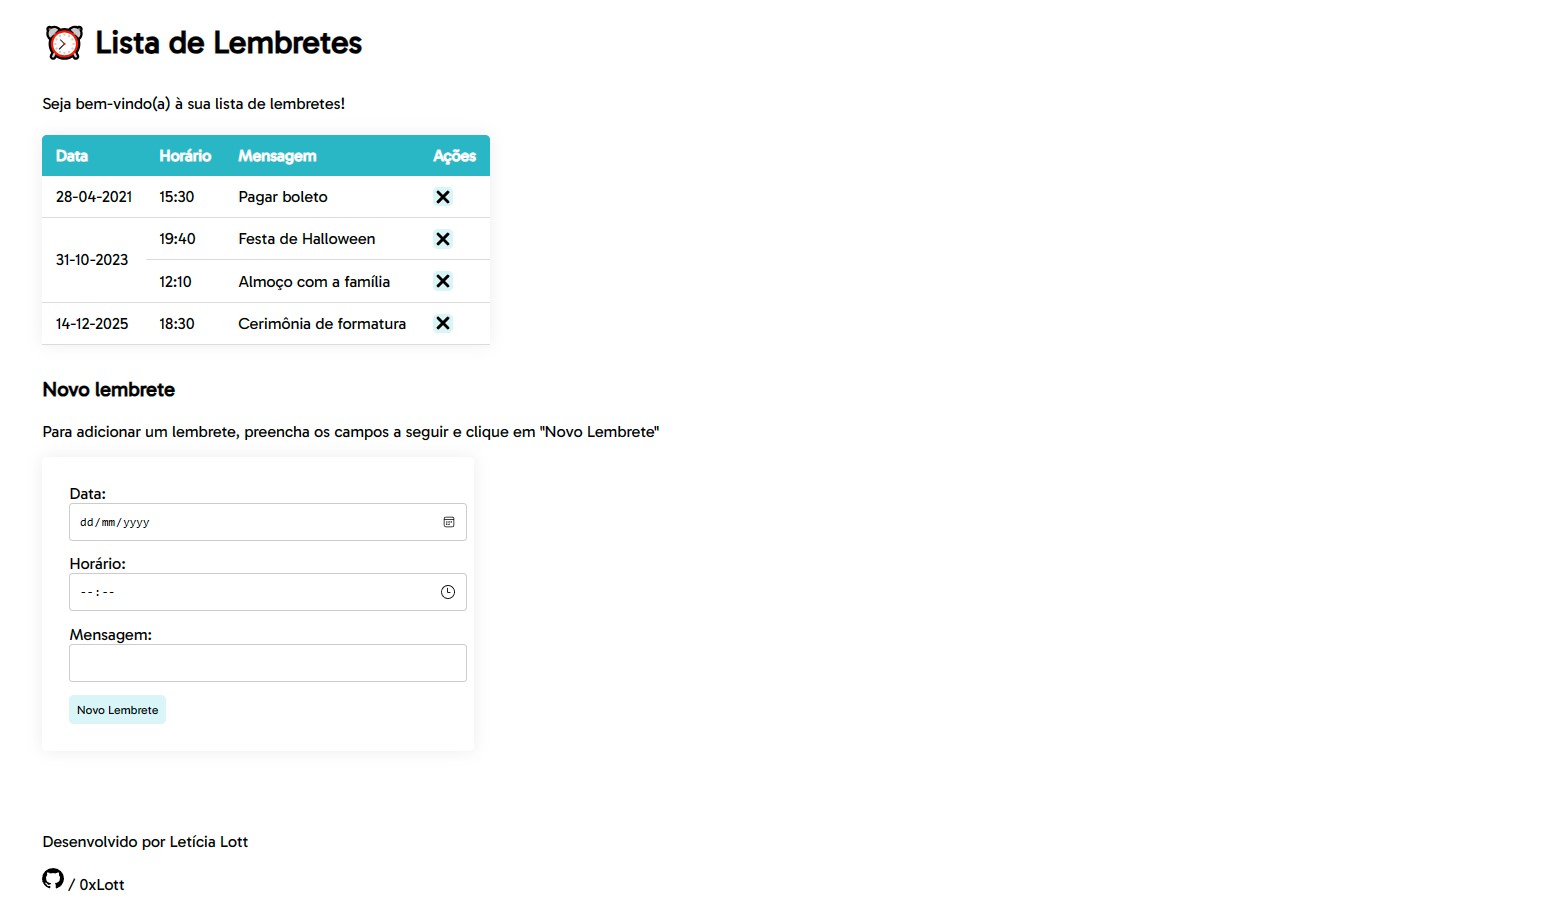 Lista de Lembretes
Seja bem-vindo(a) à sua lista de lembretes!
Data Horário Mensagem Ações
28-04-2021 15:30 Pagar boleto
19:40 Festa de Halloween
31-10-2023
12:10 Almoço com a família
14-12-2025 18:30 Cerimônia de formatura
Novo lembrete
Para adicionar um lembrete, preencha os campos a seguir e clique em "Novo Lembrete"
Data:
dd/mm/yyyy
Horário:
--:--
Mensagem:
Novo Lembrete
Desenvolvido por Letícia Lott
/ 0xLott